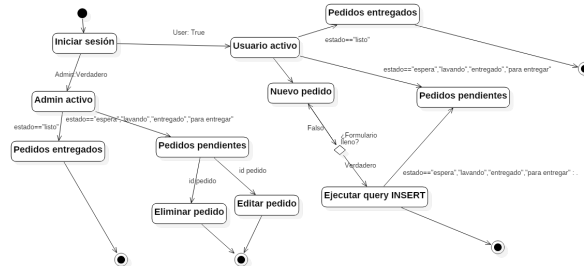 Pedidos entregados
User: True
Iniciar sesión
Usuario activo
estado=="listo"
estado=="espera","lavando","entregado","para entregar"
Admin:Verdadero
Nuevo pedido
Pedidos pendientes
Admin activo
estado=="espera","lavando","entregado","para entregar"
estado=="listo"
Falso
¿Formulario
lleno?
Pedidos entregados
Pedidos pendientes
Verdadero
id:pedido
id:pedido
estado=="espera","lavando","entregado","para entregar"
Ejecutar query INSERT
Eliminar pedido
Editar pedido